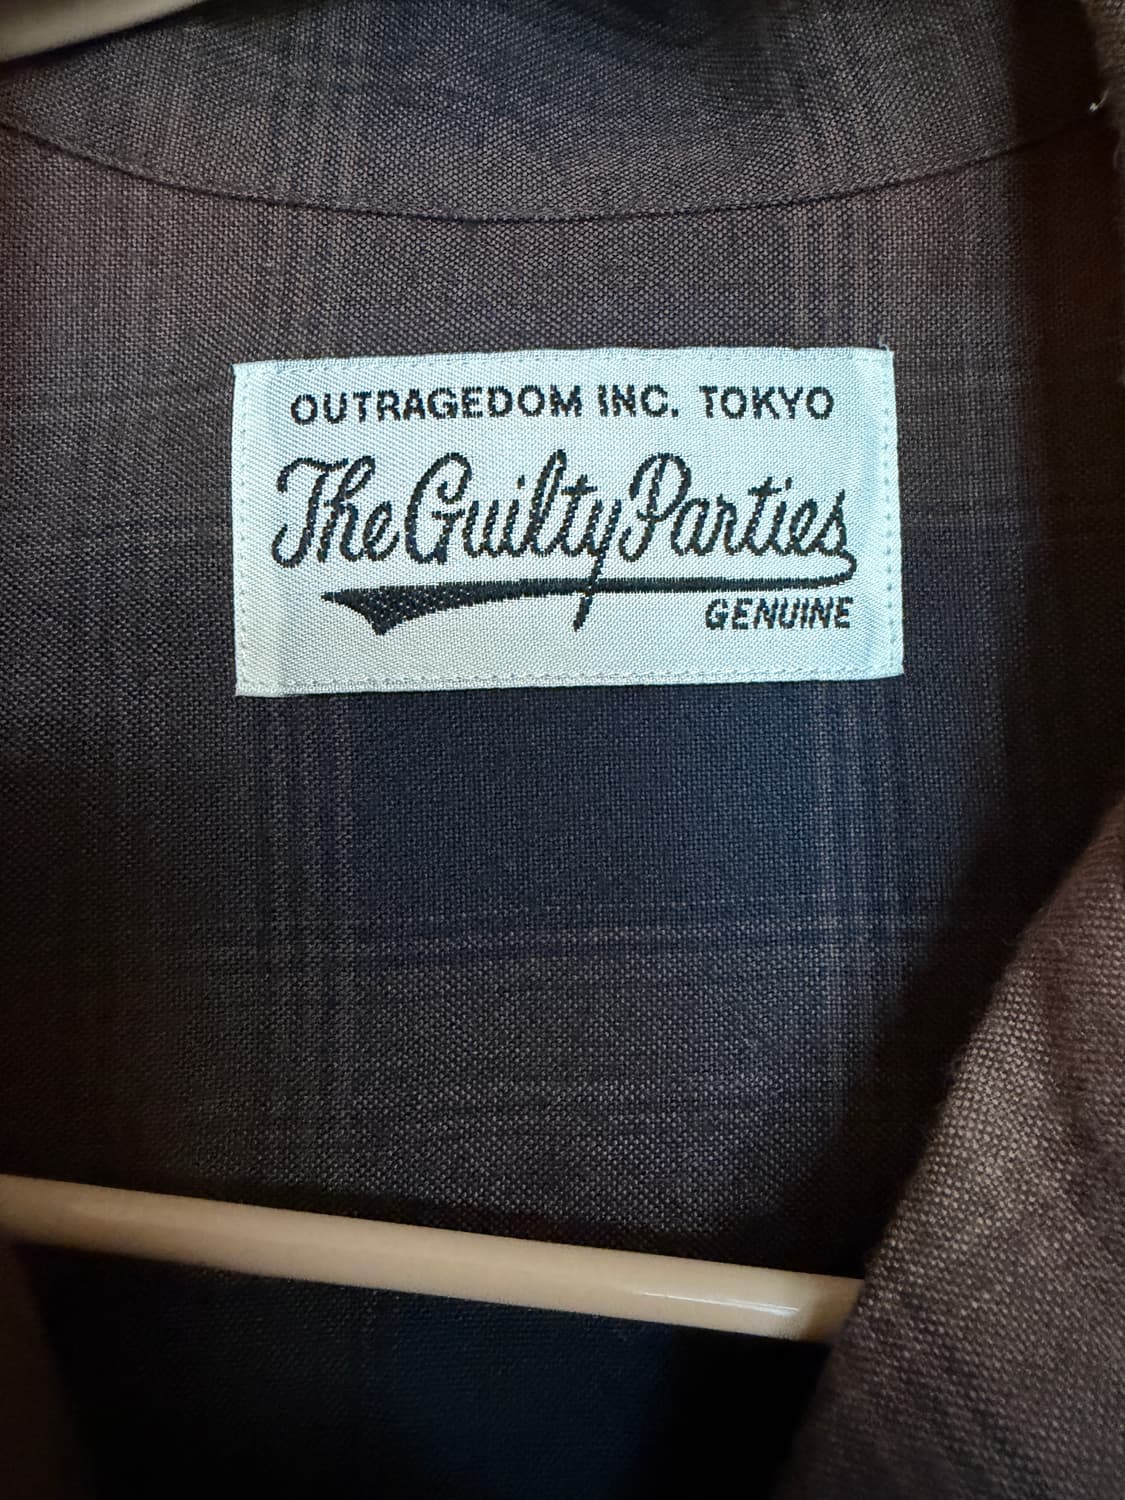 OUTRAGEDOM INC. TOKYO
The Guilty Parties
GENUINE